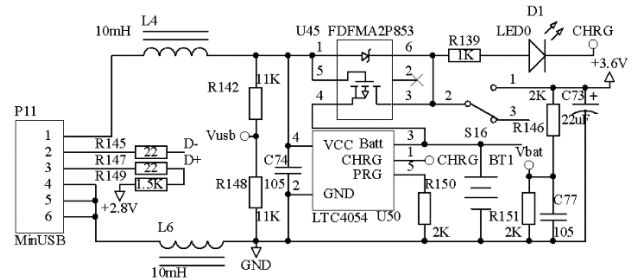 L4
10mH
U45 FDFMA2P853
D1
LED0 CHRG
1 6
R139
1K
5 2
4 3
R142
11K
2 1
3
S16
2K
R146
C73 +
22uF
+3.6V
P11
1
2
3
4
5
6
MinUSB
R145 22 D-
R147 22 D+
R149 1.5K
+2.8V
Vusb
R148
11K
C74
105
4
2
VCC Batt 3
CHRG 1 CHRG
PRG 5
GND
LTC4054 U50
R150
2K
BT1
Vbat
R151
2K
C77
105
L6
10mH
GND